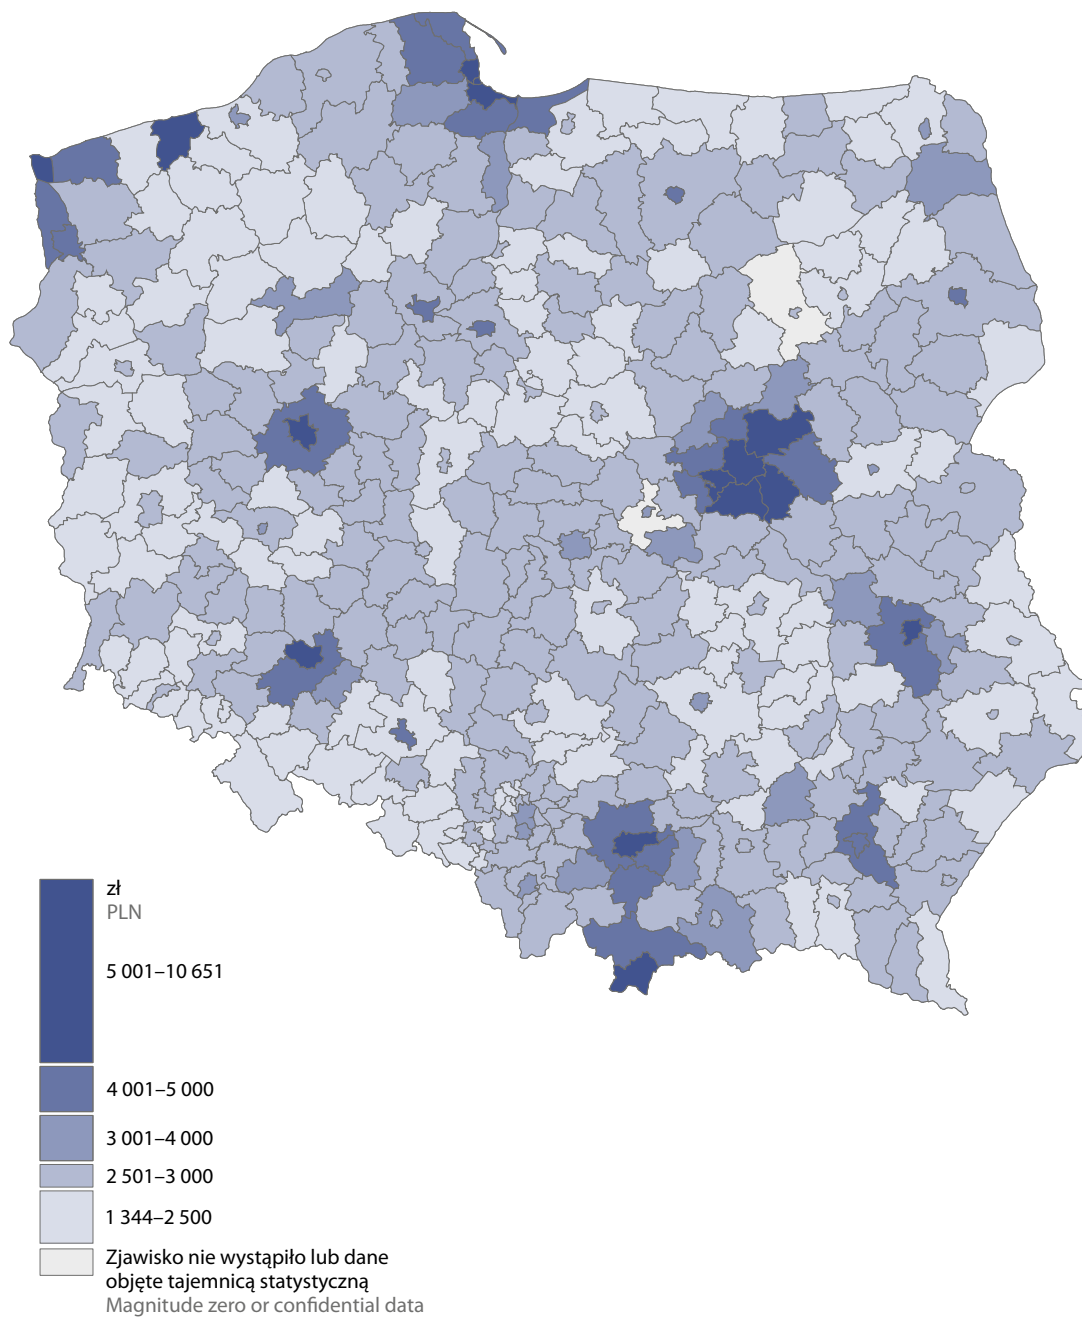 zł
PLN
5 001–10 651
4 001–5 000
3 001–4 000
2 501–3 000
1 344–2 500
Zjawisko nie wystąpiło lub dane
objęte tajemnicą statystyczną
Magnitude zero or confidential data